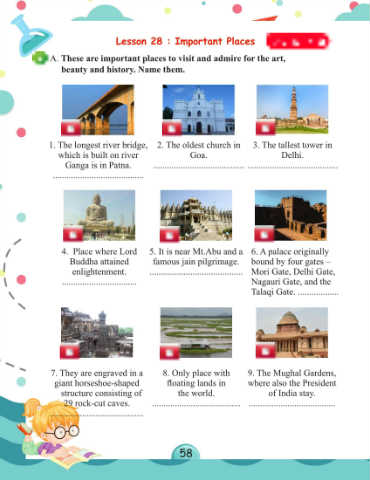 Lesson 28 : Important Places
A. These are important places to visit and admire for the art,
beauty and history. Name them.
1. The longest river bridge,
which is built on river
Ganga is in Patna.
..........................................
2. The oldest church in
Goa.
..........................................
3. The tallest tower in
Delhi.
..........................................
4. Place where Lord
Buddha attained
enlightenment.
..................................
5. It is near Mt.Abu and a
famous jain pilgrimage.
..........................................
6. A palace originally
bound by four gates –
Mori Gate, Delhi Gate,
Nagauri Gate, and the
Talaqi Gate. ..................
7. They are engraved in a
giant horseshoe-shaped
structure consisting of
29 rock-cut caves.
..........................................
8. Only place with
floating lands in
the world.
..........................................
9. The Mughal Gardens,
where also the President
of India stay.
..........................................
58